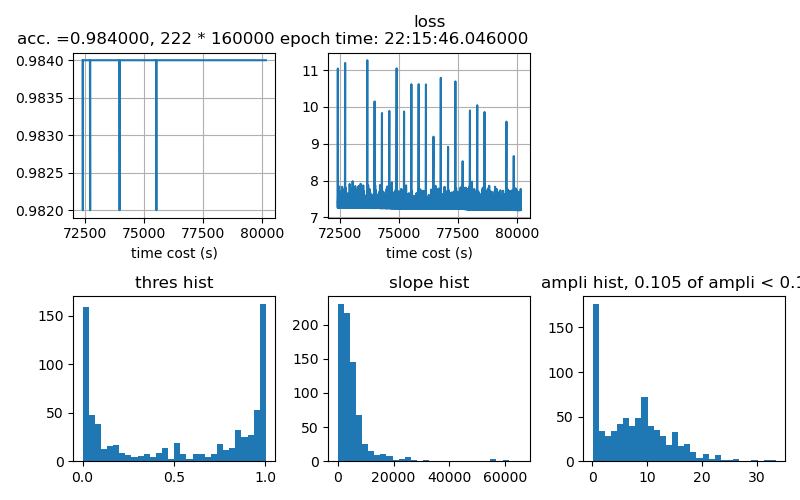 loss
acc. =0.984000, 222 * 160000 epoch time: 22:15:46.046000
0.9840
0.9835
0.9830
0.9825
0.9820
72500 75000 77500 80000
time cost (s)
11
10
9
8
7
72500 75000 77500 80000
time cost (s)
thres hist
150
100
50
0
0.0 0.5 1.0
slope hist
200
150
100
50
0
0 20000 40000 60000
ampli hist, 0.105 of ampli < 0.1
150
100
50
0
0 10 20 30